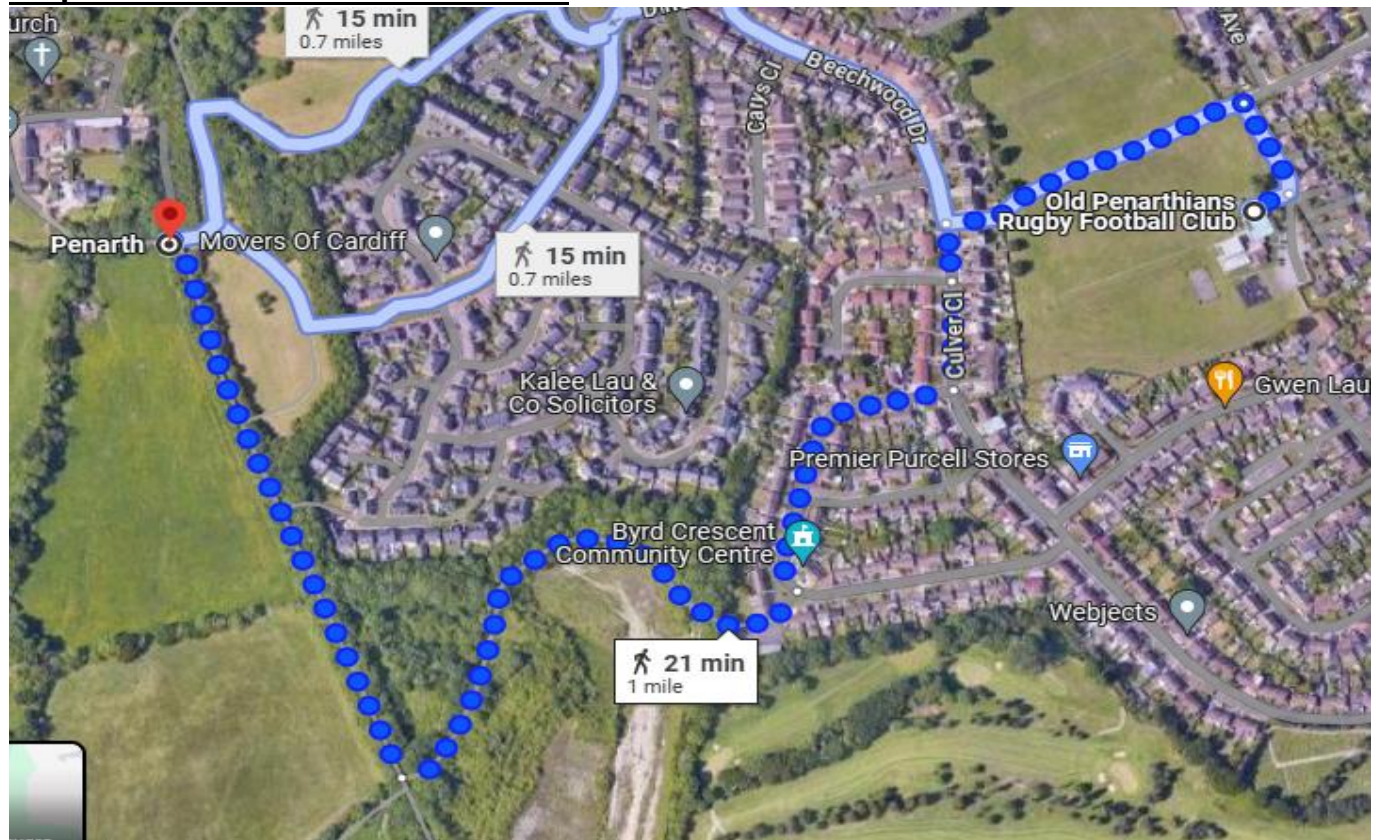 urch
15 min
0.7 miles
Ave
Beechwood Dr
Callys Cl
Old Penarthians
Rugby Football Club
Penarth
Movers Of Cardiff
15 min
0.7 miles
Culver Cl
Kalee Lau &
Co Solicitors
Gwen Lau
Premier Purcell Stores
Byrd Crescent
Community Centre
Webjects
21 min
1 mile